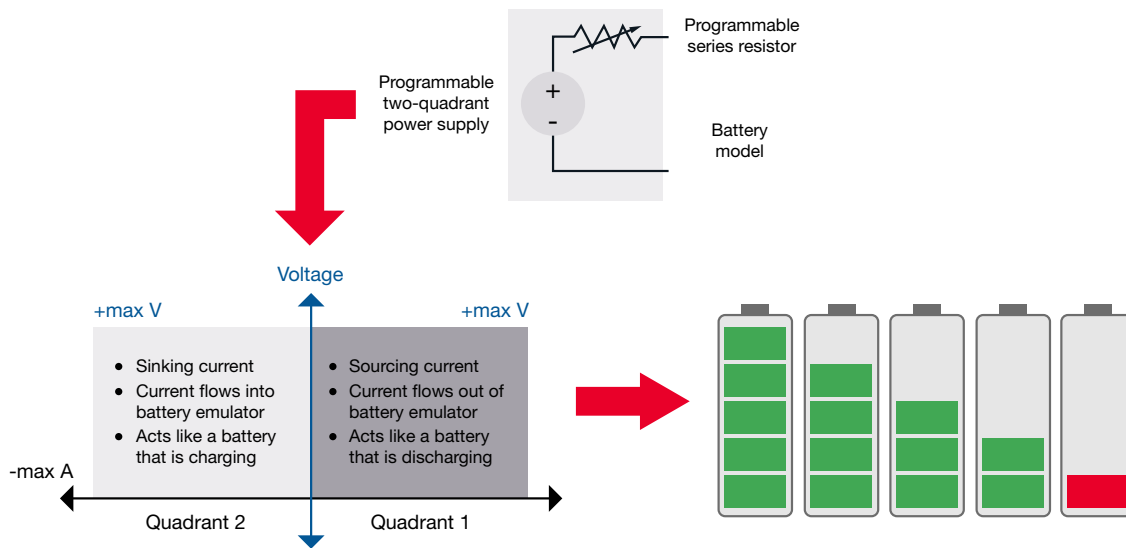 Programmable
series resistor
Programmable
two-quadrant
power supply
+
-
Battery
model
Voltage
+max V
+max V
• Sinking current
• Current flows into
battery emulator
• Acts like a battery
that is charging
• Sourcing current
• Current flows out of
battery emulator
• Acts like a battery
that is discharging
-max A
Quadrant 2
Quadrant 1